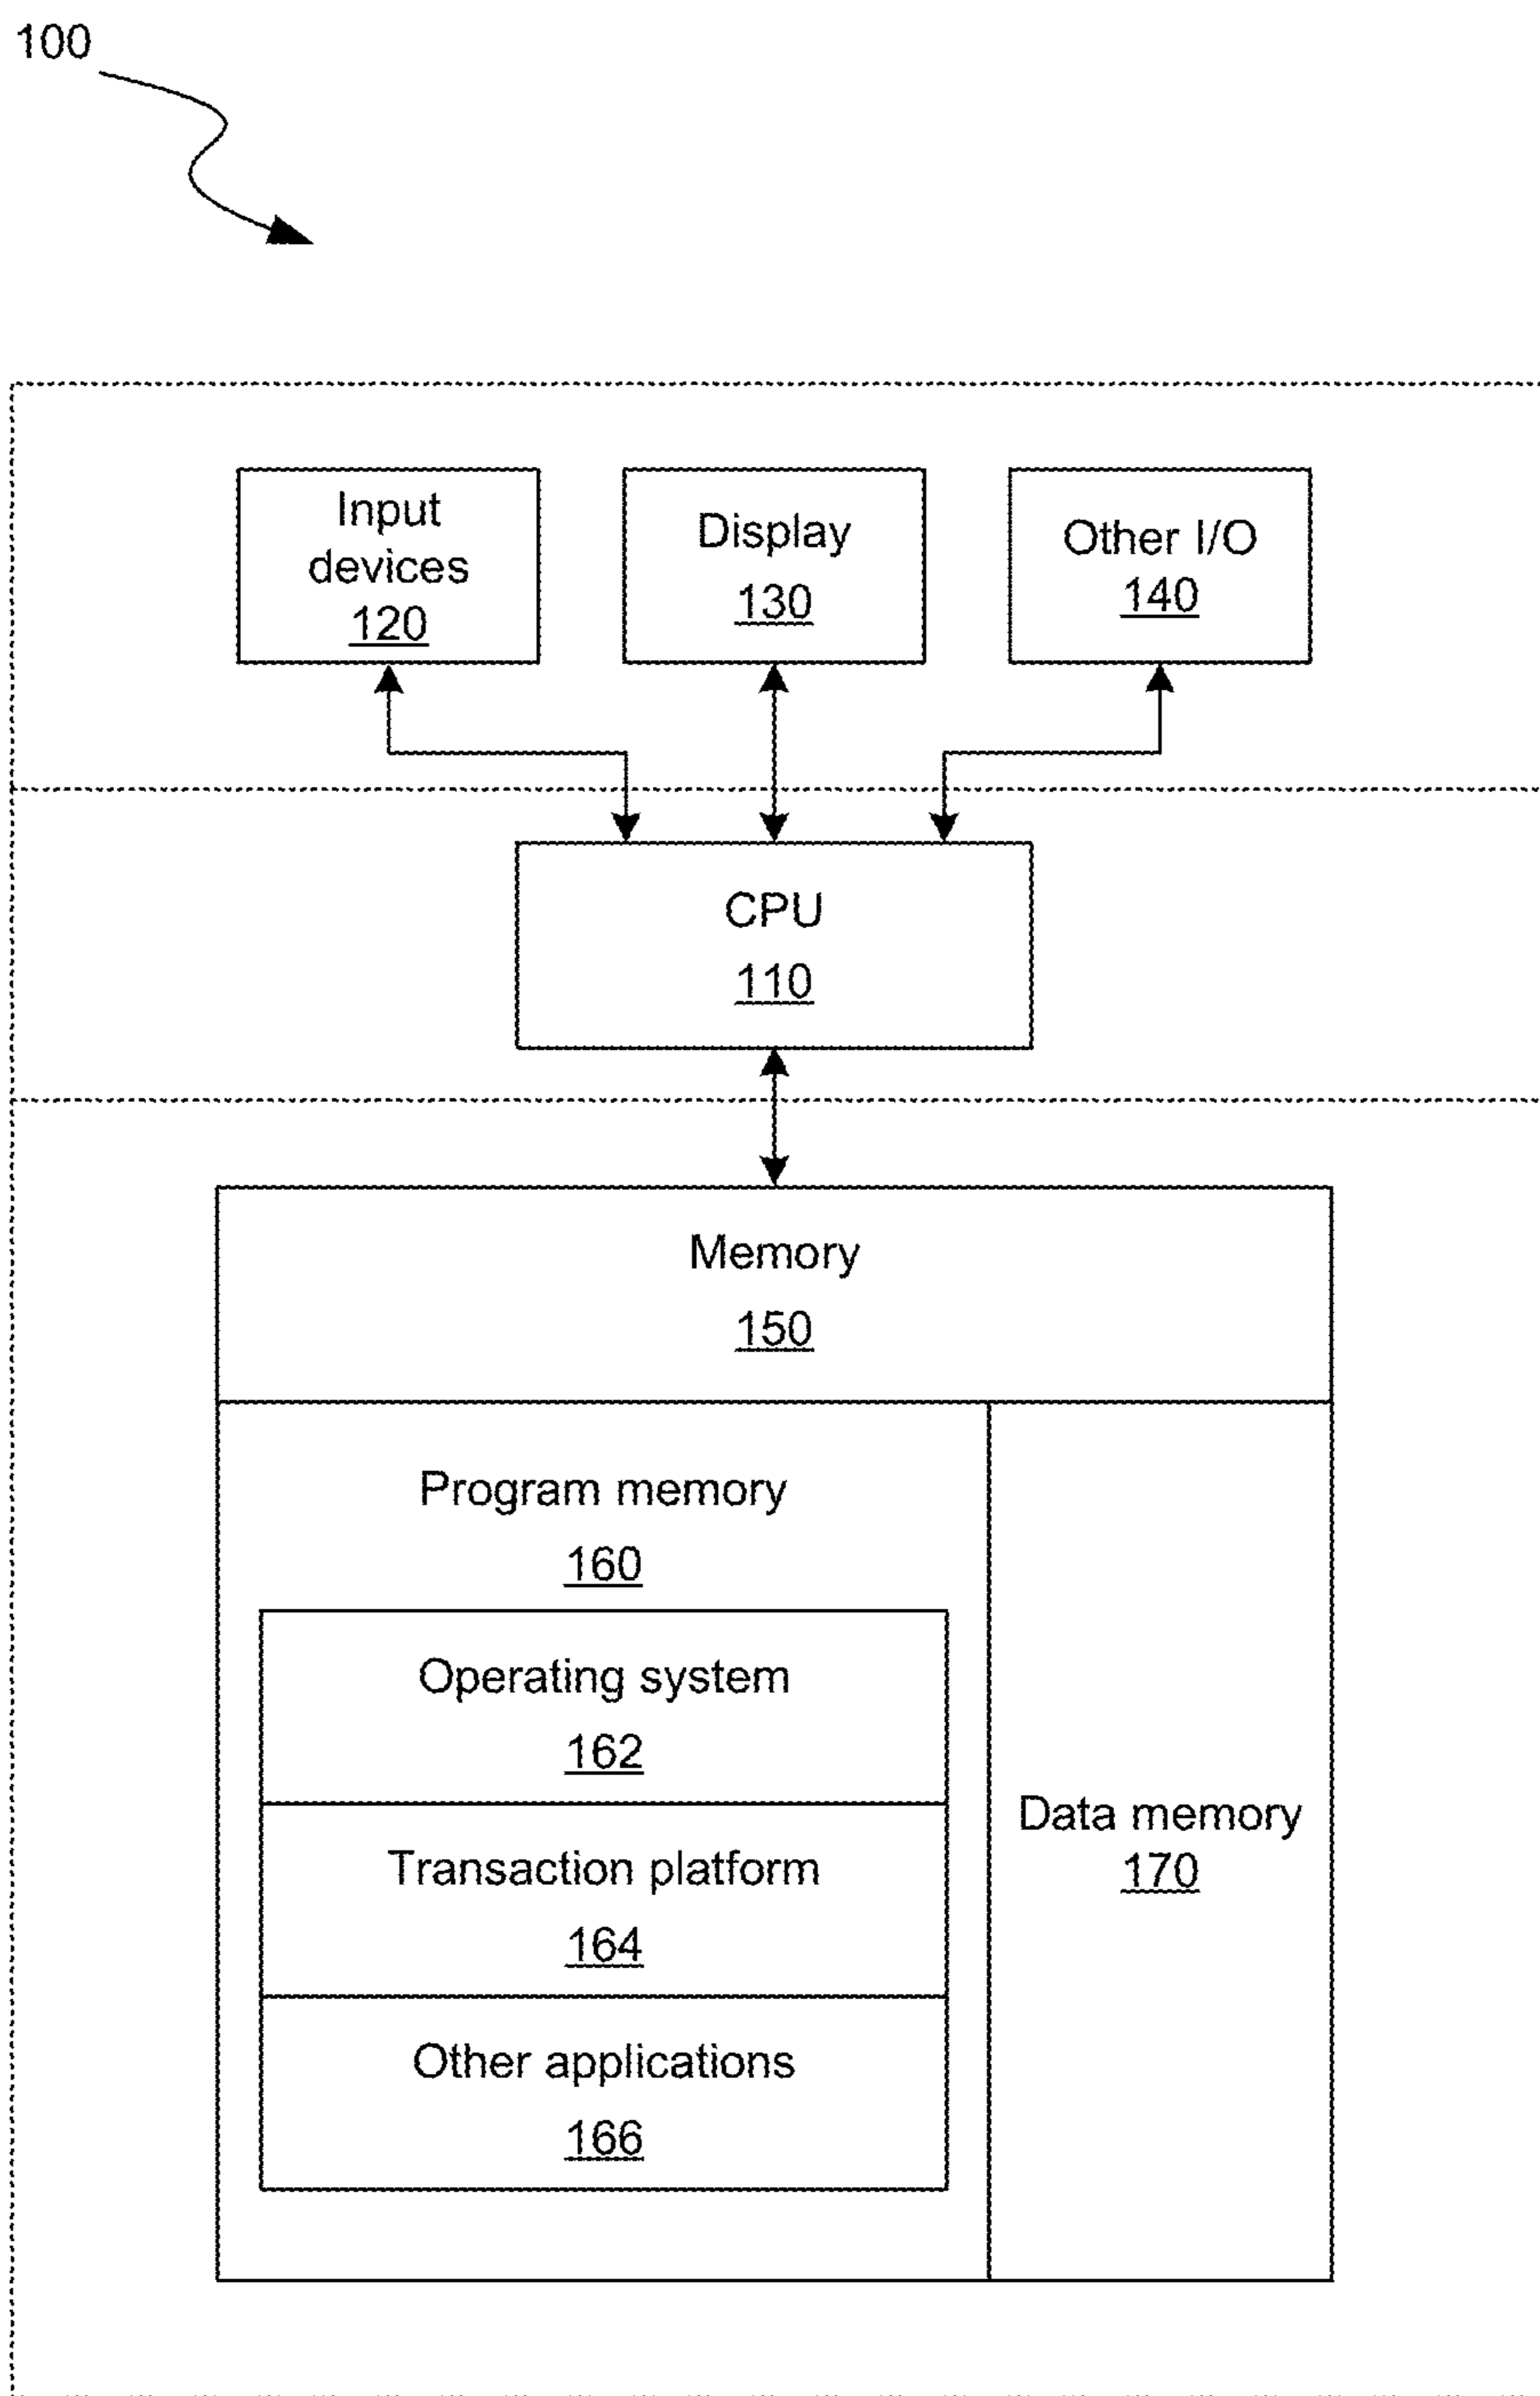 100
Input
devices
120
Display
130
Other I/O
140
CPU
110
Memory
150
Program memory
160
Operating system
162
Transaction platform
164
Other applications
166
Data memory
170